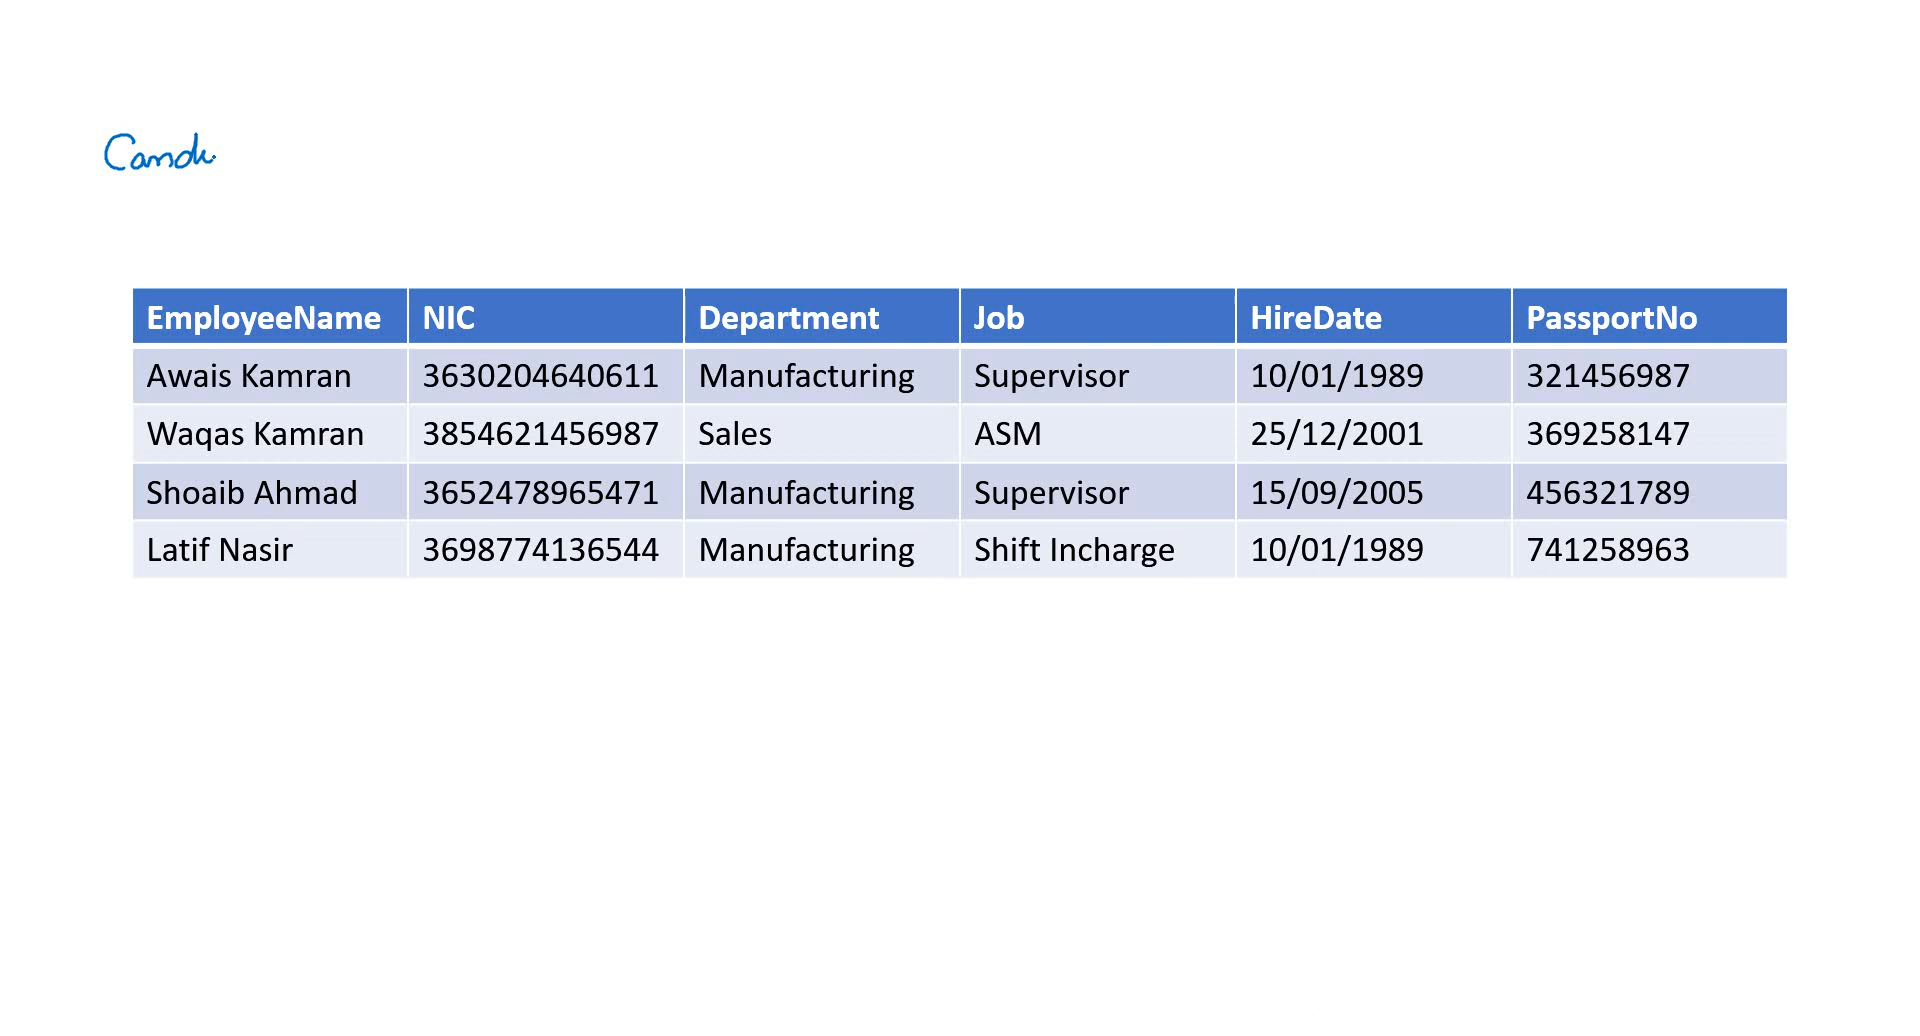 Candi
EmployeeName NIC Department Job HireDate PassportNo
Awais Kamran 3630204640611 Manufacturing Supervisor 10/01/1989 321456987
Waqas Kamran 3854621456987 Sales ASM 25/12/2001 369258147
Shoaib Ahmad 3652478965471 Manufacturing Supervisor 15/09/2005 456321789
Latif Nasir 3698774136544 Manufacturing Shift Incharge 10/01/1989 741258963